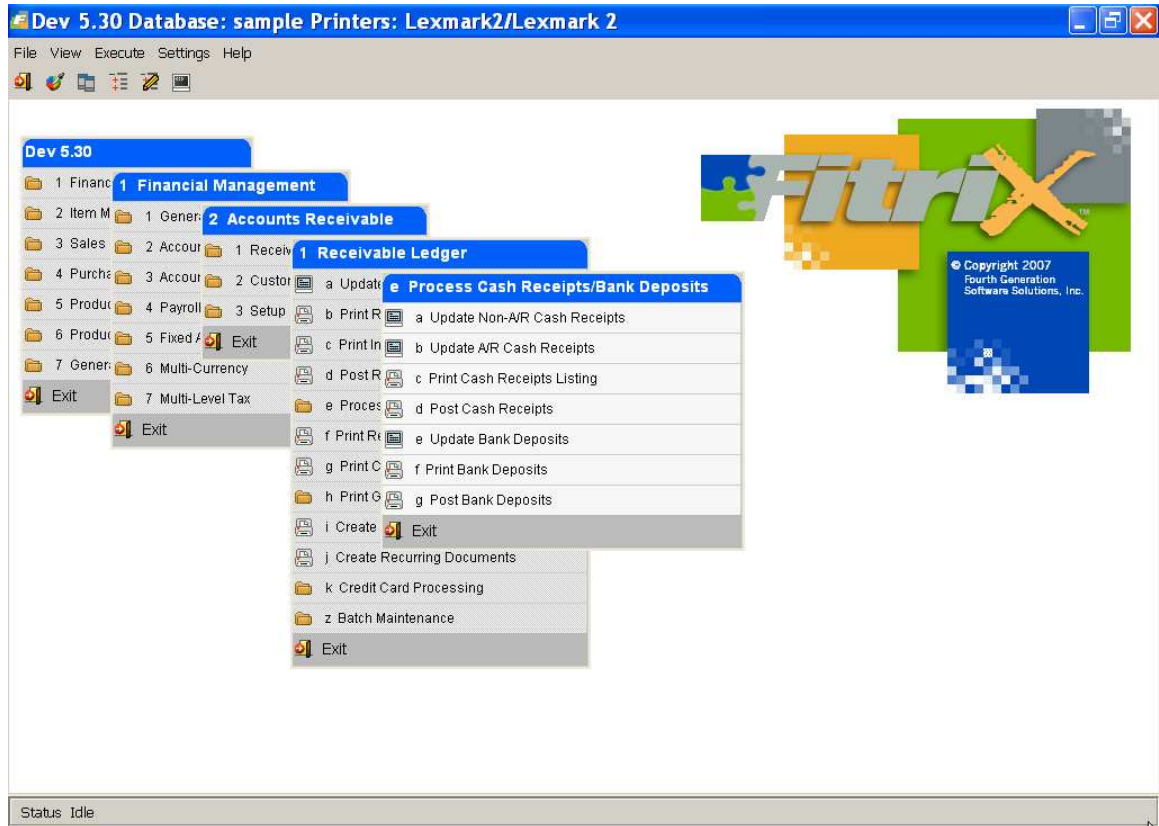 Dev 5.30 Database: sample Printers: Lexmark2/Lexmark 2
File View Execute Settings Help
Dev 5.30
1 Financ
2 Item M
3 Sales
4 Purcha
5 Produc
6 Produc
7 Genera
Exit
1 Financial Management
1 Genera
2 Accour
3 Accour
4 Payroll
5 Fixed A
6 Multi-Currency
7 Multi-Level Tax
Exit
2 Accounts Receivable
1 Receiv
2 Custor
3 Setup
Exit
1 Receivable Ledger
a Update
b Print R
c Print In
d Post R
e Proces
f Print Re
g Print C
h Print G
i Create
j Create Recurring Documents
k Credit Card Processing
z Batch Maintenance
Exit
e Process Cash Receipts/Bank Deposits
a Update Non-A/R Cash Receipts
b Update A/R Cash Receipts
c Print Cash Receipts Listing
d Post Cash Receipts
e Update Bank Deposits
f Print Bank Deposits
g Post Bank Deposits
Exit
Fitrix
TM
© Copyright 2007
Fourth Generation
Software Solutions, Inc.
Status Idle